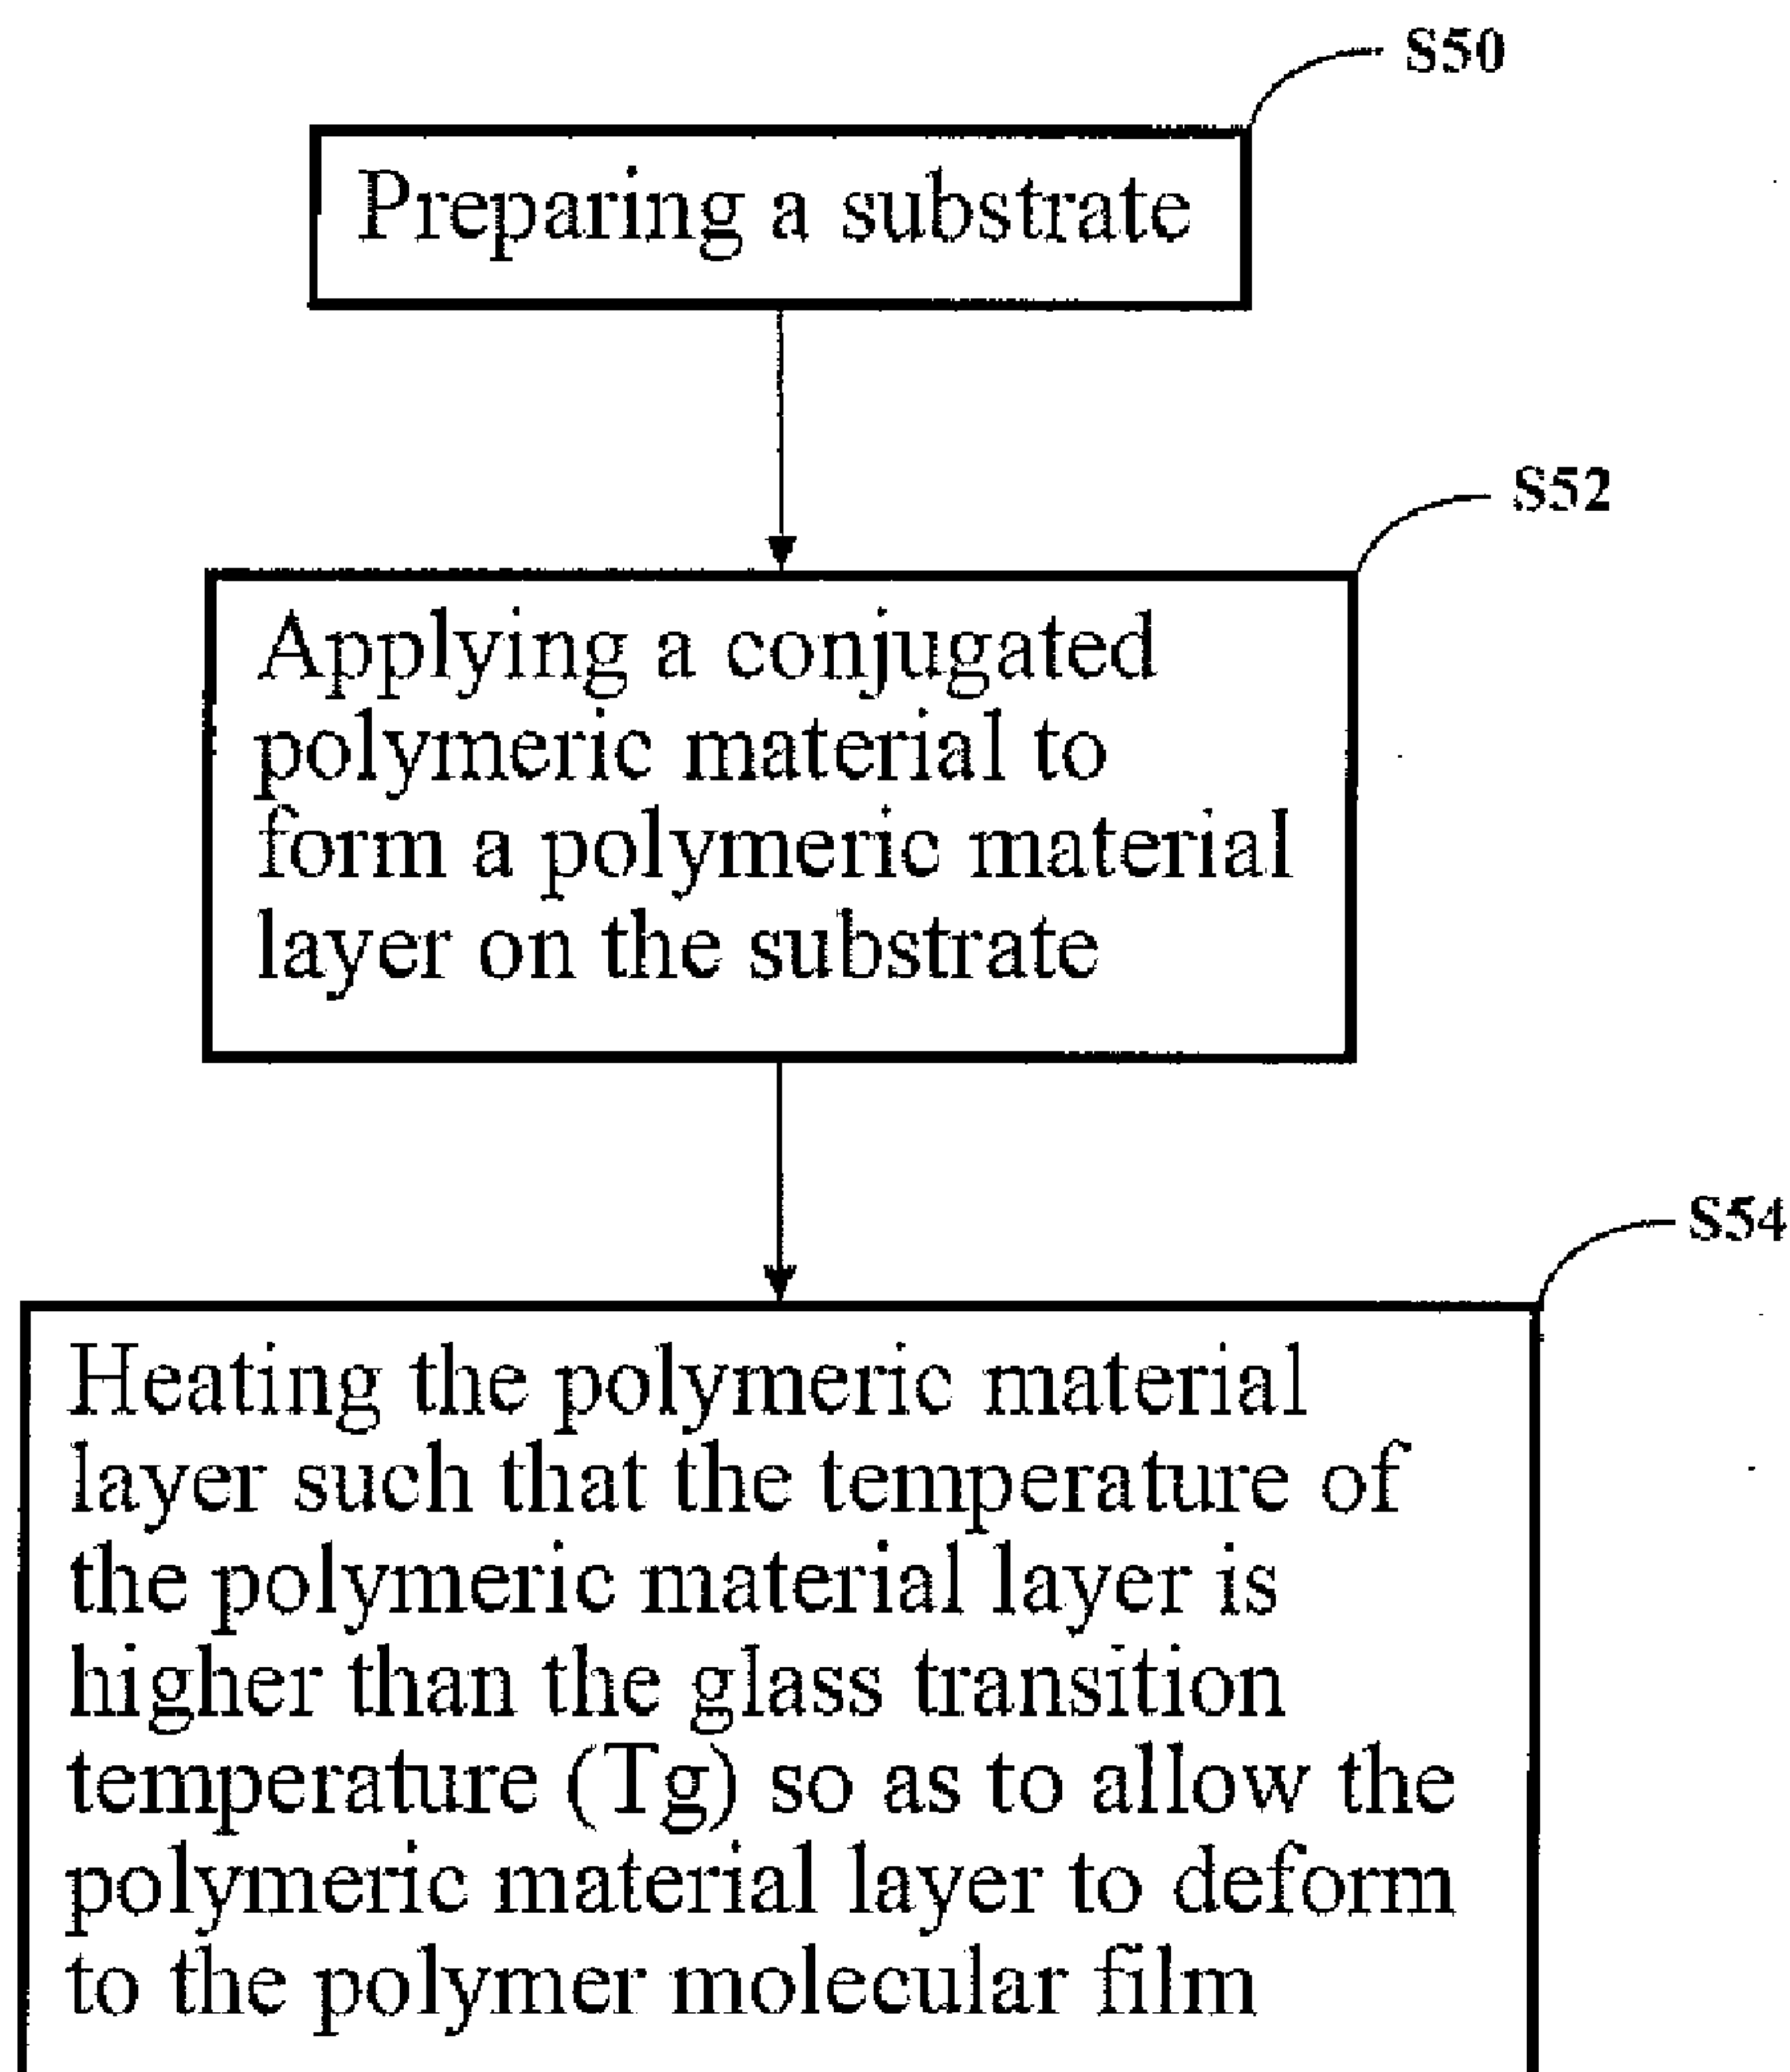 S50
Preparing a substrate
S52
Applying a conjugated
polymeric material to
form a polymeric material
layer on the substrate
S54
Heating the polymeric material
layer such that the temperature of
the polymeric material layer is
higher than the glass transition
temperature (Tg) so as to allow the
polymeric material layer to deform
to the polymer molecular film